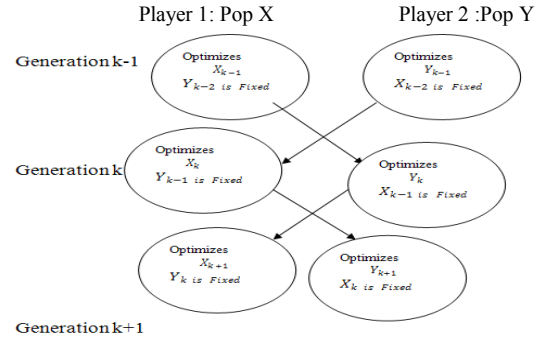 Player 1: Pop X
Player 2 :Pop Y
Generation k-1
Optimizes
X_{k-1}
Y_{k-2} is Fixed
Optimizes
Y_{k-1}
X_{k-2} is Fixed
Generation k
Optimizes
X_k
Y_{k-1} is Fixed
Optimizes
Y_k
X_{k-1} is Fixed
Optimizes
X_{k+1}
Y_k is Fixed
Optimizes
Y_{k+1}
X_k is Fixed
Generation k+1